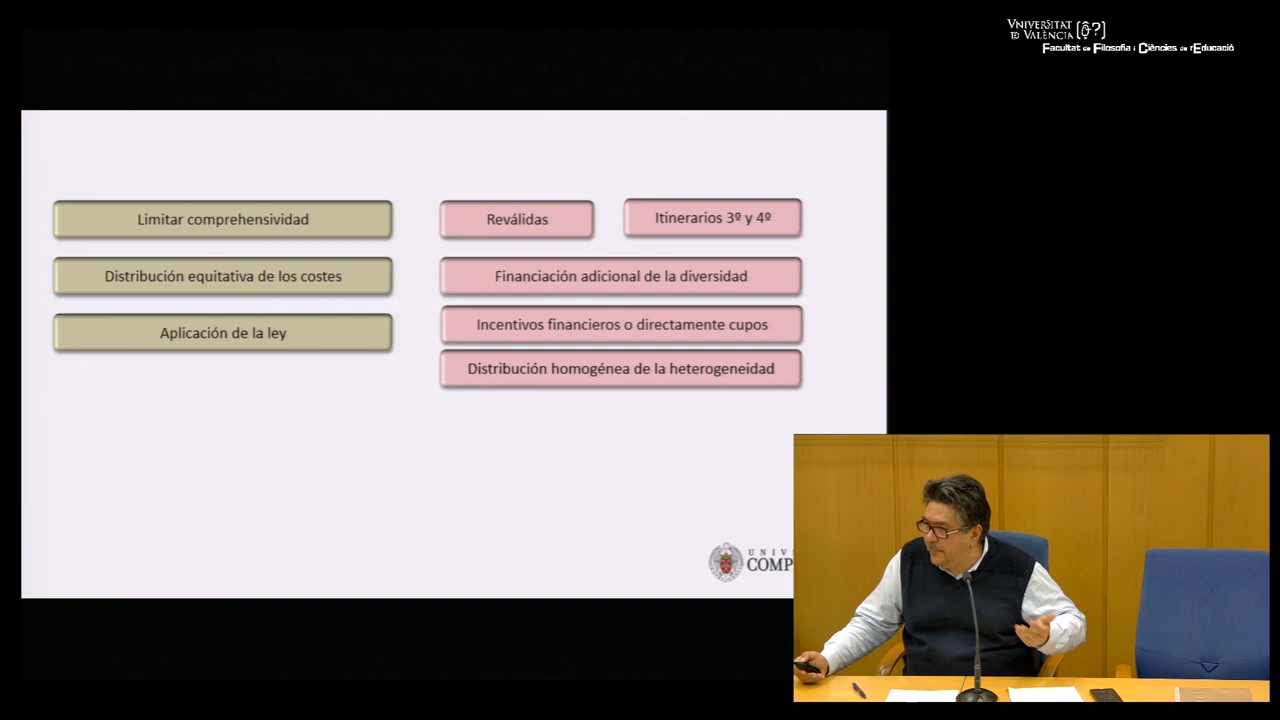 VNIVERSITAT
ID VALÈNCIA [ô?]
Facultat de Filosofia i Ciències de l'Educació
Limitar comprehensividad
Reválidas
Itinerarios 3º y 4º
Distribución equitativa de los costes
Financiación adicional de la diversidad
Aplicación de la ley
Incentivos financieros o directamente cupos
Distribución homogénea de la heterogeneidad
UNIV
COMP